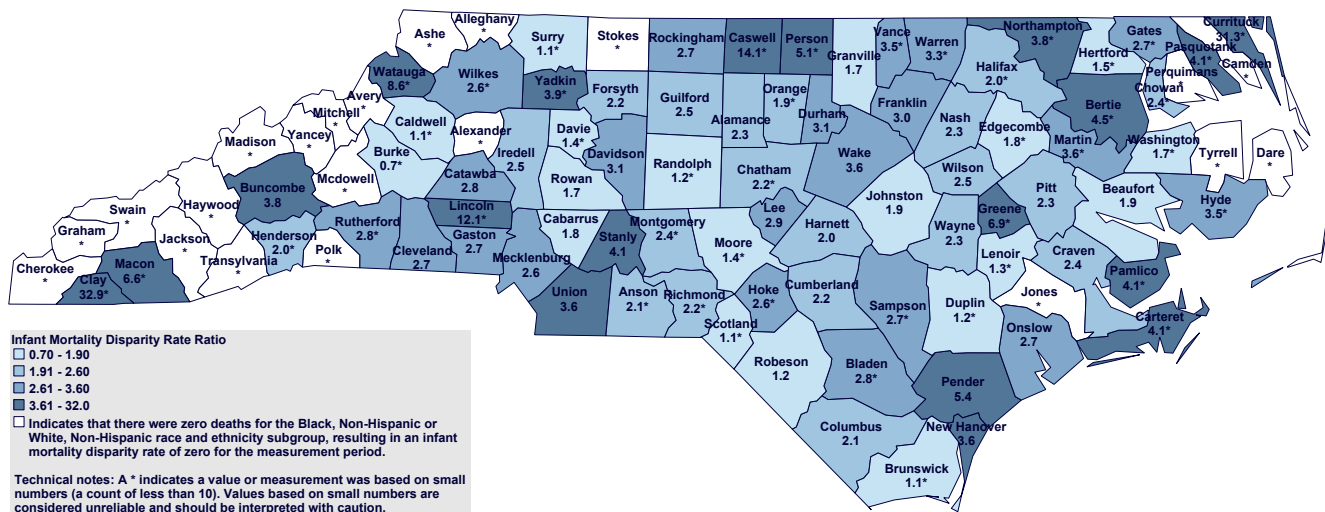 Ashe
*
Alleghany
*
Surry
1.1*
Stokes
*
Rockingham
2.7
Caswell
14.1*
Person
5.1*
Granville
1.7
Vance
3.5*
Warren
3.3*
Northampton
3.8*
Hertford
1.5*
Gates
2.7*
Currituck
31.3*
Pasquotank
4.1*
Camden
*
Perquimans
*
Chowan
2.4*
Watauga
8.6*
Wilkes
2.6*
Yadkin
3.9*
Forsyth
2.2
Guilford
2.5
Alamance
2.3
Orange
1.9*
Durham
3.1
Franklin
3.0
Halifax
2.0*
Bertie
4.5*
Avery
*
Mitchell
*
Yancey
*
Madison
*
Caldwell
1.1*
Alexander
*
Iredell
2.5
Davie
1.4*
Davidson
3.1
Randolph
1.2*
Chatham
2.2*
Wake
3.6
Nash
2.3
Edgecombe
1.8*
Martin
3.6*
Washington
1.7*
Tyrrell
*
Dare
*
Burke
0.7*
Mcdowell
*
Buncombe
3.8
Haywood
*
Swain
*
Graham
*
Cherokee
*
Clay
32.9*
Macon
6.6*
Jackson
*
Transylvania
*
Henderson
2.0*
Polk
*
Rutherford
2.8*
Cleveland
2.7
Catawba
2.8
Lincoln
12.1*
Gaston
2.7
Rowan
1.7
Cabarrus
1.8
Mecklenburg
2.6
Stanly
4.1
Montgomery
2.4*
Moore
1.4*
Lee
2.9
Harnett
2.0
Johnston
1.9
Wilson
2.5
Wayne
2.3
Greene
6.9*
Pitt
2.3
Beaufort
1.9
Hyde
3.5*
Lenoir
1.3*
Craven
2.4
Pamlico
4.1*
Jones
*
Carteret
4.1*
Union
3.6
Anson
2.1*
Richmond
2.2*
Scotland
1.1*
Hoke
2.6*
Cumberland
2.2
Sampson
2.7*
Duplin
1.2*
Onslow
2.7
Robeson
1.2
Bladen
2.8*
Pender
5.4
Columbus
2.1
New Hanover
3.6
Brunswick
1.1*
Infant Mortality Disparity Rate Ratio
0.70 - 1.90
1.91 - 2.60
2.61 - 3.60
3.61 - 32.0
Indicates that there were zero deaths for the Black, Non-Hispanic or
White, Non-Hispanic race and ethnicity subgroup, resulting in an infant
mortality disparity rate of zero for the measurement period.
Technical notes: A * indicates a value or measurement was based on small
numbers (a count of less than 10). Values based on small numbers are
considered unreliable and should be interpreted with caution.